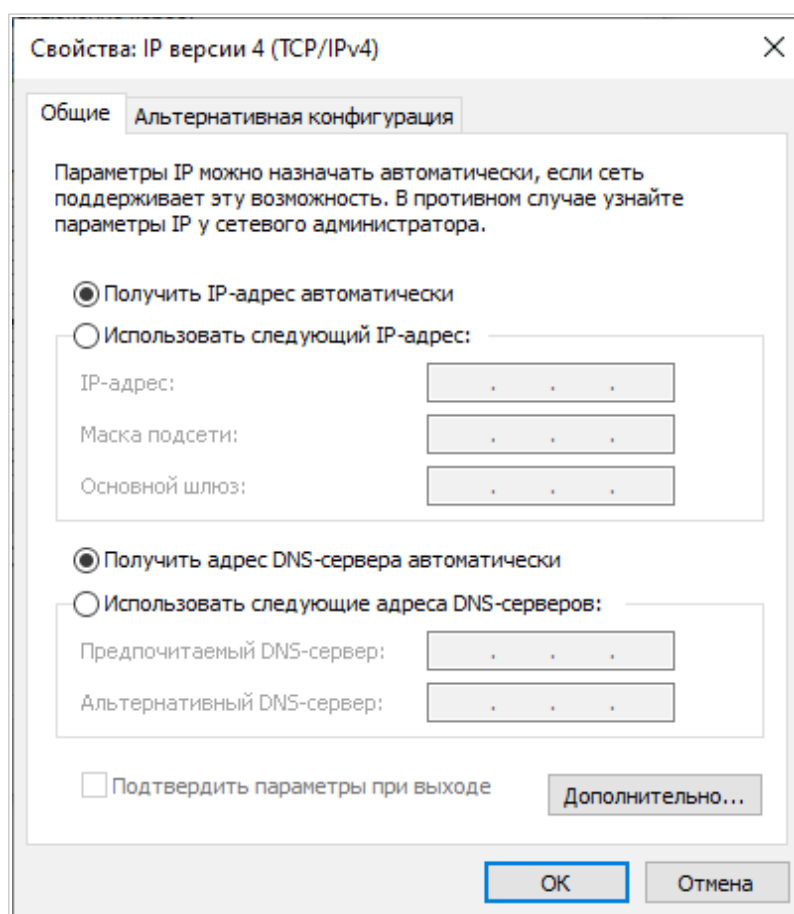 Свойства: IP версии 4 (TCP/IPv4)
Общие
Альтернативная конфигурация
Параметры IP можно назначать автоматически, если сеть
поддерживает эту возможность. В противном случае узнайте
параметры IP у сетевого администратора.
Получить IP-адрес автоматически
Использовать следующий IP-адрес:
IP-адрес:
Маска подсети:
Основной шлюз:
Получить адрес DNS-сервера автоматически
Использовать следующие адреса DNS-серверов:
Предпочитаемый DNS-сервер:
Альтернативный DNS-сервер:
Подтвердить параметры при выходе
Дополнительно...
ОК
Отмена